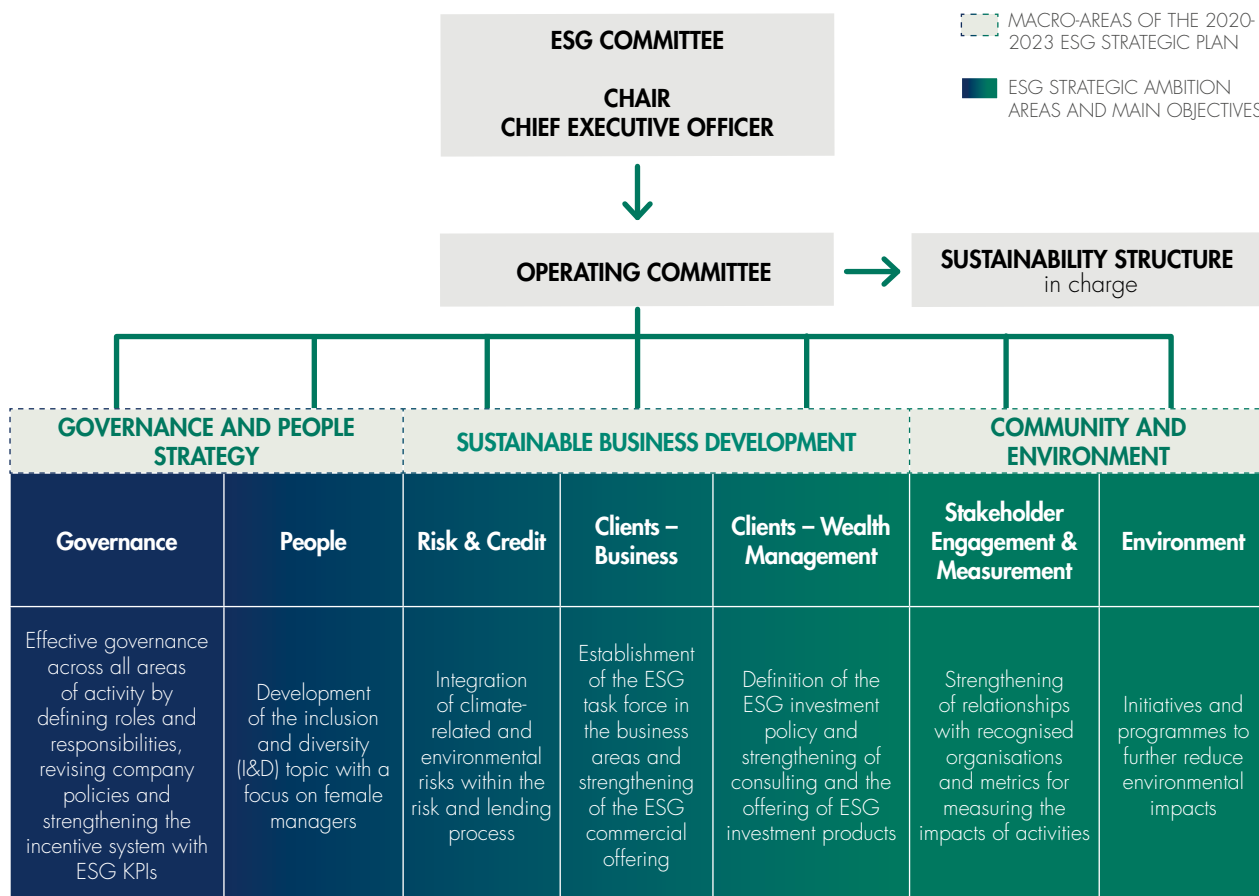 ESG COMMITTEE
CHAIR
CHIEF EXECUTIVE OFFICER
MACRO-AREAS OF THE 2020-
2023 ESG STRATEGIC PLAN
ESG STRATEGIC AMBITION
AREAS AND MAIN OBJECTIVES
OPERATING COMMITTEE
SUSTAINABILITY STRUCTURE
in charge
GOVERNANCE AND PEOPLE
STRATEGY
SUSTAINABLE BUSINESS DEVELOPMENT
COMMUNITY AND
ENVIRONMENT
Governance
People
Risk & Credit
Clients –
Business
Clients – Wealth
Management
Stakeholder
Engagement &
Measurement
Environment
Effective governance
across all areas
of activity by
defining roles and
responsibilities,
revising company
policies and
strengthening the
incentive system with
ESG KPIs
Development
of the inclusion
and diversity
(I&D) topic with a
focus on female
managers
Integration
of climate-
related and
environmental
risks within the
risk and lending
process
Establishment
of the ESG
task force in
the business
areas and
strengthening
of the ESG
commercial
offering
Definition of the
ESG investment
policy and
strengthening of
consulting and the
offering of ESG
investment products
Strengthening
of relationships
with recognised
organisations
and metrics for
measuring the
impacts of activities
Initiatives and
programmes to
further reduce
environmental
impacts